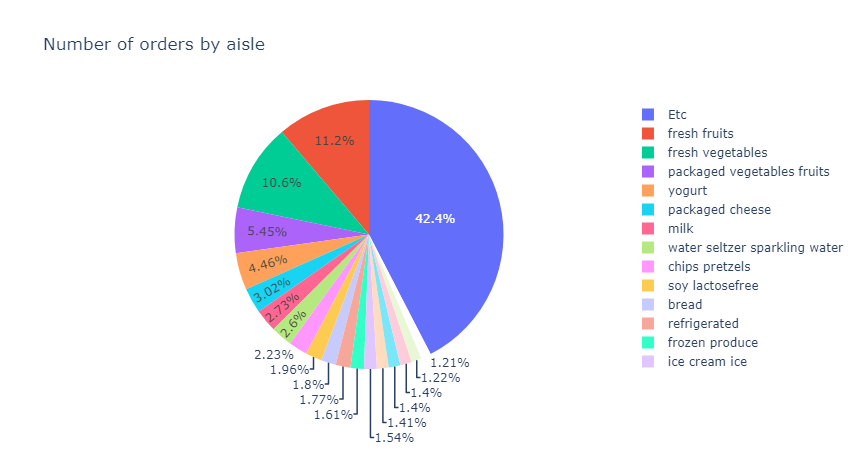 Number of orders by aisle
42.4%
11.2%
10.6%
5.45%
4.46%
3.02%
2.73%
2.6%
2.23%
1.96%
1.8%
1.77%
1.61%
1.54%
1.41%
1.4%
1.4%
1.22%
1.21%
Etc
fresh fruits
fresh vegetables
packaged vegetables fruits
yogurt
packaged cheese
milk
water seltzer sparkling water
chips pretzels
soy lactosefree
bread
refrigerated
frozen produce
ice cream ice